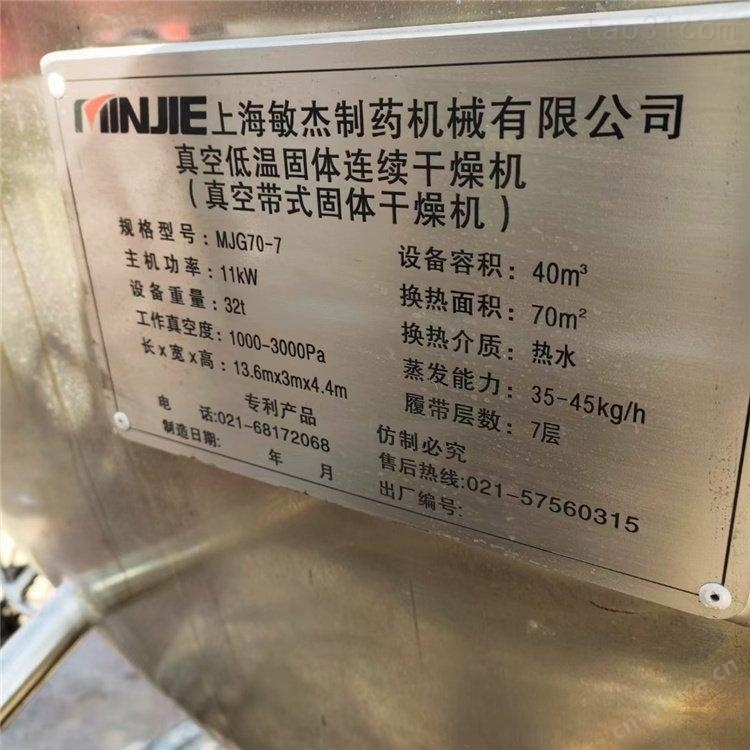 tao31com
MINJIE 上海敏杰制药机械有限公司
真空低温固体连续干燥机
(真空带式固体干燥机)
规格型号: MJG70-7
主机功率: 11kW
设备重量: 32t
工作真空度: 1000-3000Pa
长x宽x高: 13.6mx3mx4.4m
设备容积: 40m³
换热面积: 70m²
换热介质: 热水
蒸发能力: 35-45kg/h
履带层数: 7层
专利产品 仿制必究
电 话:021-68172068 售后热线:021-57560315
制造日期: 年 月 出厂编号: